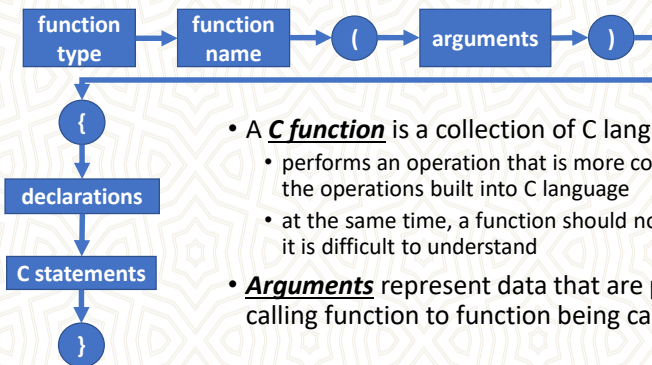 function type
function name
(
arguments
)
{
declarations
C statements
}
• A C function is a collection of C lang
• performs an operation that is more co
the operations built into C language
• at the same time, a function should no
it is difficult to understand
• Arguments represent data that are
calling function to function being ca